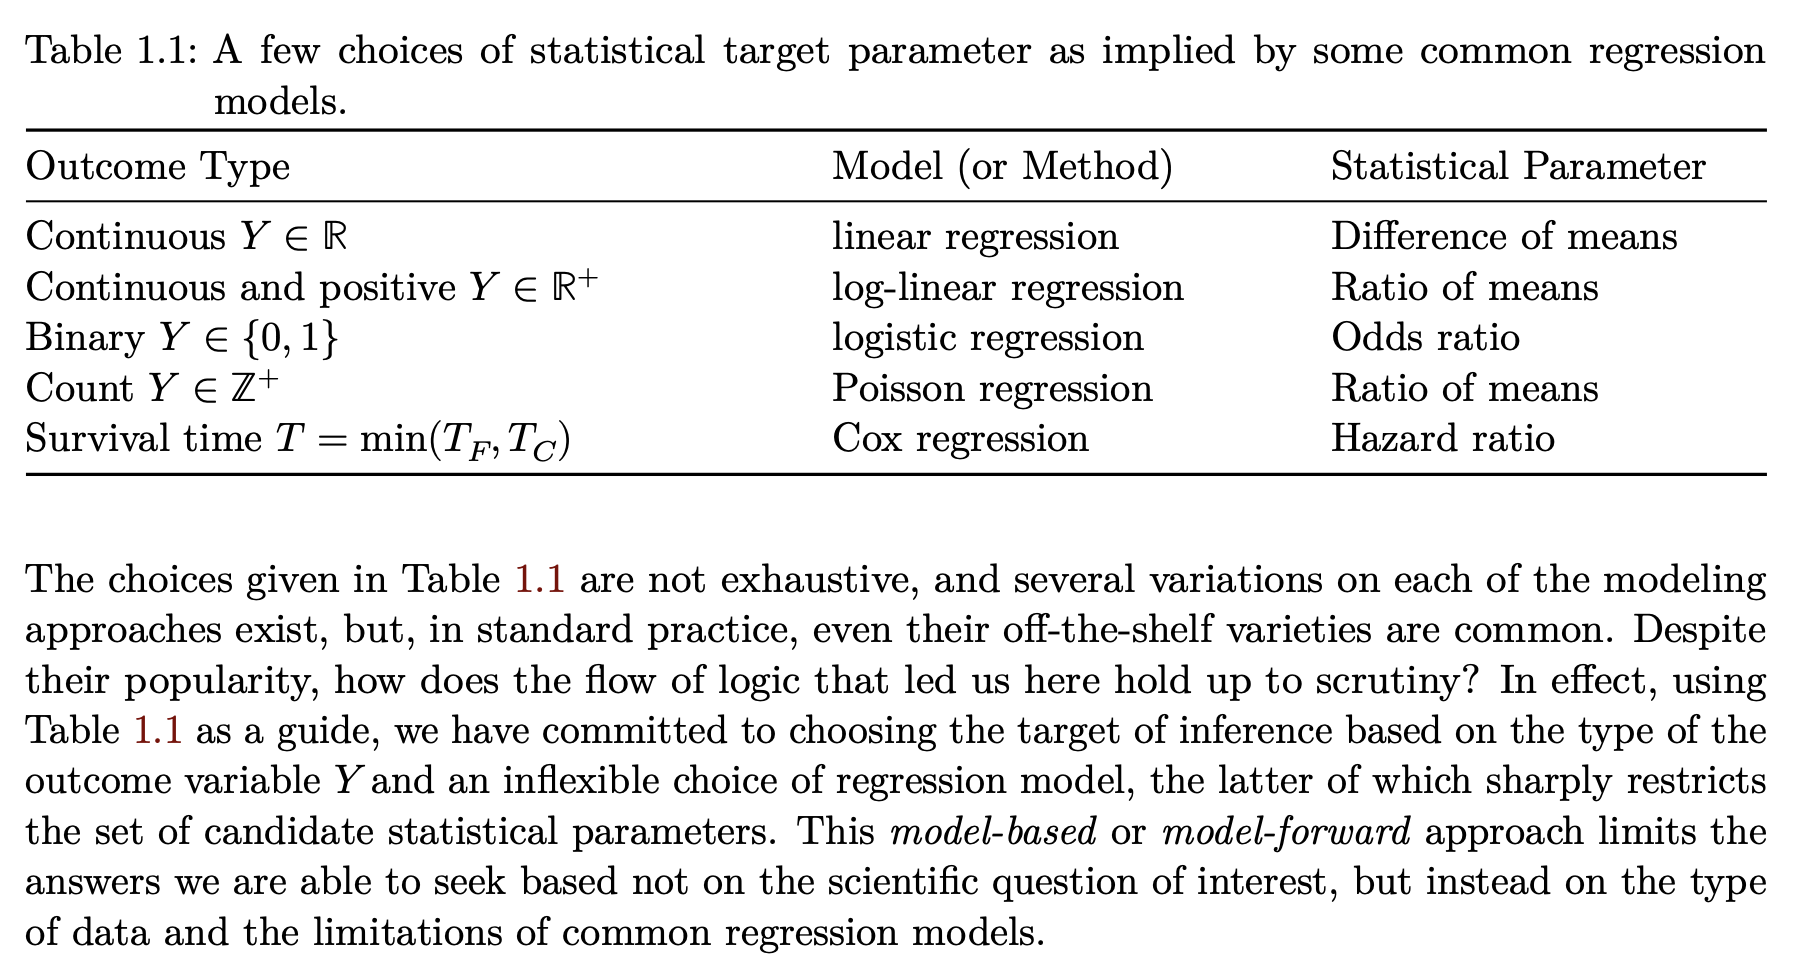 Table 1.1: A few choices of statistical target parameter as implied by some common regression
models.
Outcome Type Model (or Method) Statistical Parameter
Continuous Y ∈ ℝ linear regression Difference of means
Continuous and positive Y ∈ ℝ⁺ log-linear regression Ratio of means
Binary Y ∈ {0, 1} logistic regression Odds ratio
Count Y ∈ ℤ⁺ Poisson regression Ratio of means
Survival time T = min(T_F, T_C) Cox regression Hazard ratio
The choices given in Table 1.1 are not exhaustive, and several variations on each of the modeling
approaches exist, but, in standard practice, even their off-the-shelf varieties are common. Despite
their popularity, how does the flow of logic that led us here hold up to scrutiny? In effect, using
Table 1.1 as a guide, we have committed to choosing the target of inference based on the type of the
outcome variable Y and an inflexible choice of regression model, the latter of which sharply restricts
the set of candidate statistical parameters. This model-based or model-forward approach limits the
answers we are able to seek based not on the scientific question of interest, but instead on the type
of data and the limitations of common regression models.